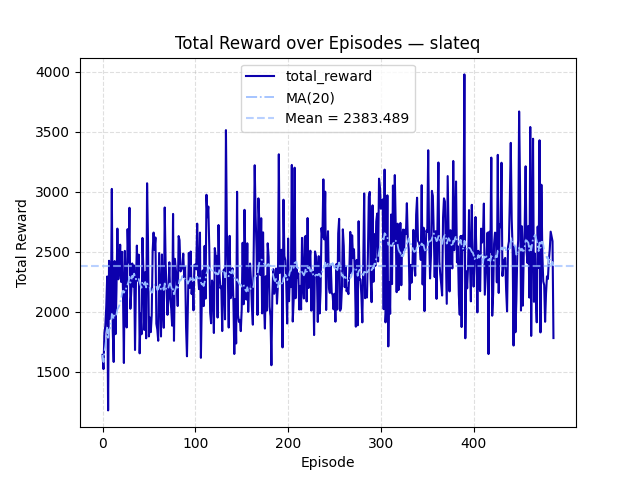 Total Reward over Episodes — slateq
total_reward
MA(20)
Mean = 2383.489
4000
3500
3000
2500
2000
1500
Total Reward
0 100 200 300 400
Episode